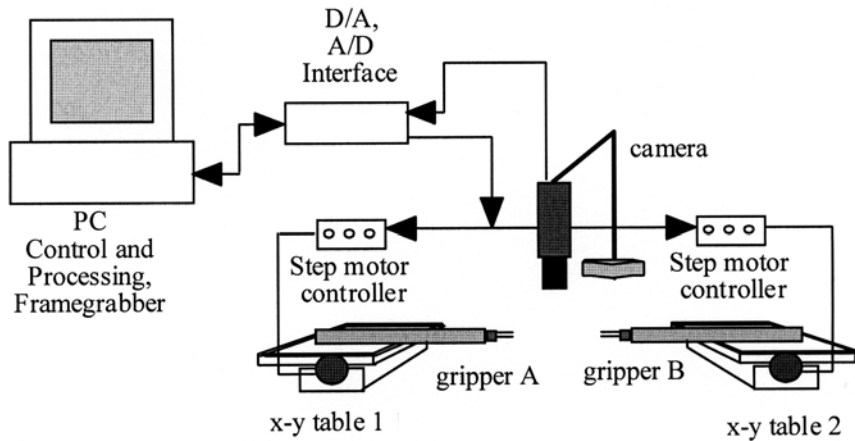 D/A,
A/D
Interface
camera
PC
Control and
Processing,
Framegrabber
Step motor
controller
Step motor
controller
gripper A
gripper B
x-y table 1
x-y table 2